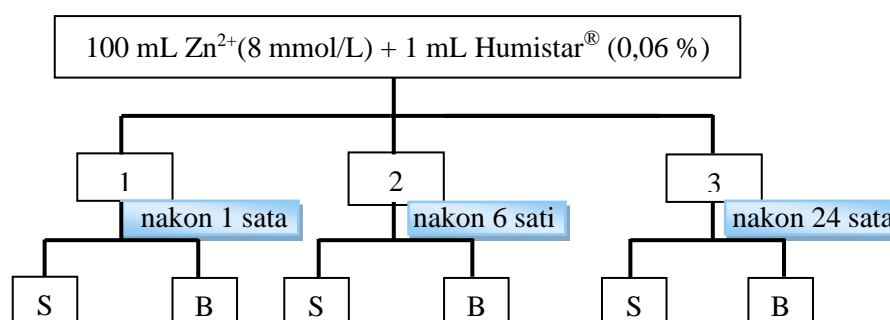 100 mL Zn²⁺(8 mmol/L) + 1 mL Humistar® (0,06 %)
1 2 3
nakon 1 sata nakon 6 sati nakon 24 sata
S B S B S B